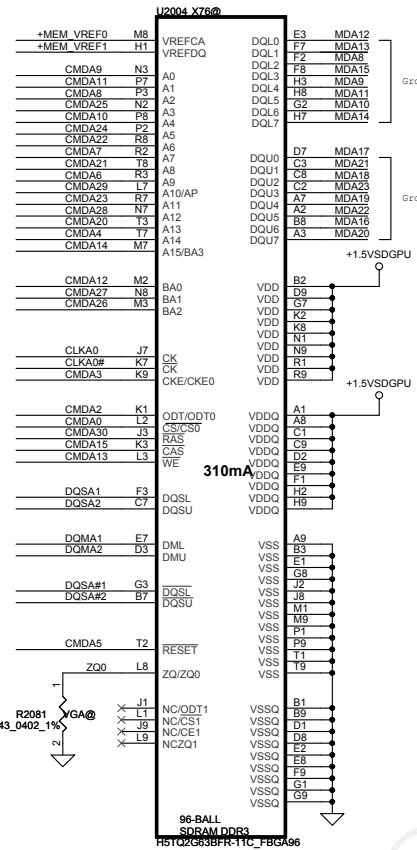 U2004 X76@
+MEM_VREF0 M8 VREFCA DQL0 E3 MDA12
+MEM_VREF1 H1 VREFDQ DQL1 F7 MDA13
DQL2 F2 MDA8
CMDA9 N3 A0 DQL3 F8 MDA15
CMDA11 P7 A1 DQL4 H3 MDA9
CMDA8 P3 A2 DQL5 H8 MDA11
CMDA25 N2 A3 DQL6 G2 MDA10
CMDA10 P8 A4 DQL7 H7 MDA14
CMDA24 P2 A5
CMDA22 R8 A6
CMDA7 R2 A7 DQU0 D7 MDA17
CMDA21 T8 A8 DQU1 C3 MDA21
CMDA6 R3 A9 DQU2 C8 MDA18
CMDA29 L7 A10/AP DQU3 C2 MDA23
CMDA23 R7 A11 DQU4 A7 MDA19
CMDA28 N7 A12 DQU5 A2 MDA22
CMDA20 T3 A13 DQU6 B8 MDA16
CMDA4 T7 A14 DQU7 A3 MDA20
CMDA14 M7 A15/BA3
+1.5VSDGPU
CMDA12 M2 BA0 VDD B2
CMDA27 N8 BA1 VDD D9
CMDA26 M3 BA2 VDD G7
VDD K2
VDD K8
VDD N1
CLKA0 J7 CK VDD N9
CLKA0# K7 CK VDD R1
CMDA3 K9 CKE/CKE0 VDD R9
+1.5VSDGPU
CMDA2 K1 ODT/ODT0 VDDQ A1
CMDA0 L2 CS/CS0 VDDQ A8
CMDA30 J3 RAS VDDQ C1
CMDA15 K3 CAS VDDQ C9
CMDA13 L3 WE VDDQ D2
310mA VDDQ E9
VDDQ F1
DQSA1 F3 DQSL VDDQ H2
DQSA2 C7 DQSU VDDQ H9
DQMA1 E7 DML VSS A9
DQMA2 D3 DMU VSS B3
VSS E1
VSS G8
DQSA#1 G3 DQSL VSS J2
DQSA#2 B7 DQSU VSS J8
VSS M1
VSS M9
VSS P1
CMDA5 T2 RESET VSS P9
VSS T1
ZQ0 L8 ZQ/ZQ0 VSS T9
1
R2081 VGA@
43_0402_1%
2
J1 NC/ODT1 VSSQ B1
L1 NC/CS1 VSSQ B9
J9 NC/CE1 VSSQ D1
L9 NCZQ1 VSSQ D8
VSSQ E2
VSSQ E8
VSSQ F9
VSSQ G1
VSSQ G9
96-BALL
SDRAM DDR3
H5TQ2G63BFR-11C_FBGA96